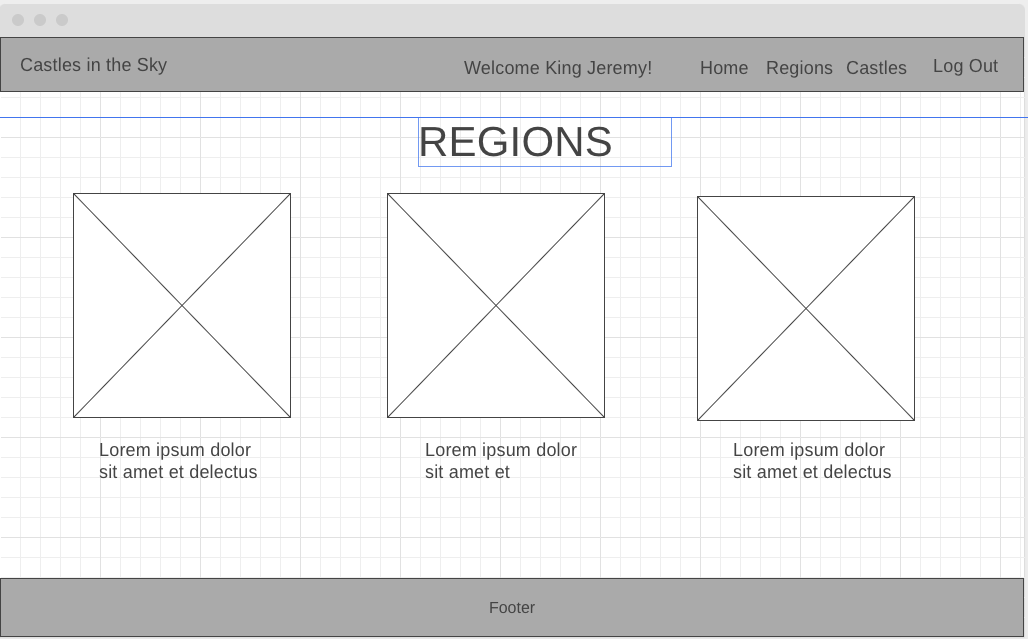 Castles in the Sky
Welcome King Jeremy!
Home
Regions
Castles
Log Out
REGIONS
Lorem ipsum dolor
sit amet et delectus
Lorem ipsum dolor
sit amet et
Lorem ipsum dolor
sit amet et delectus
Footer